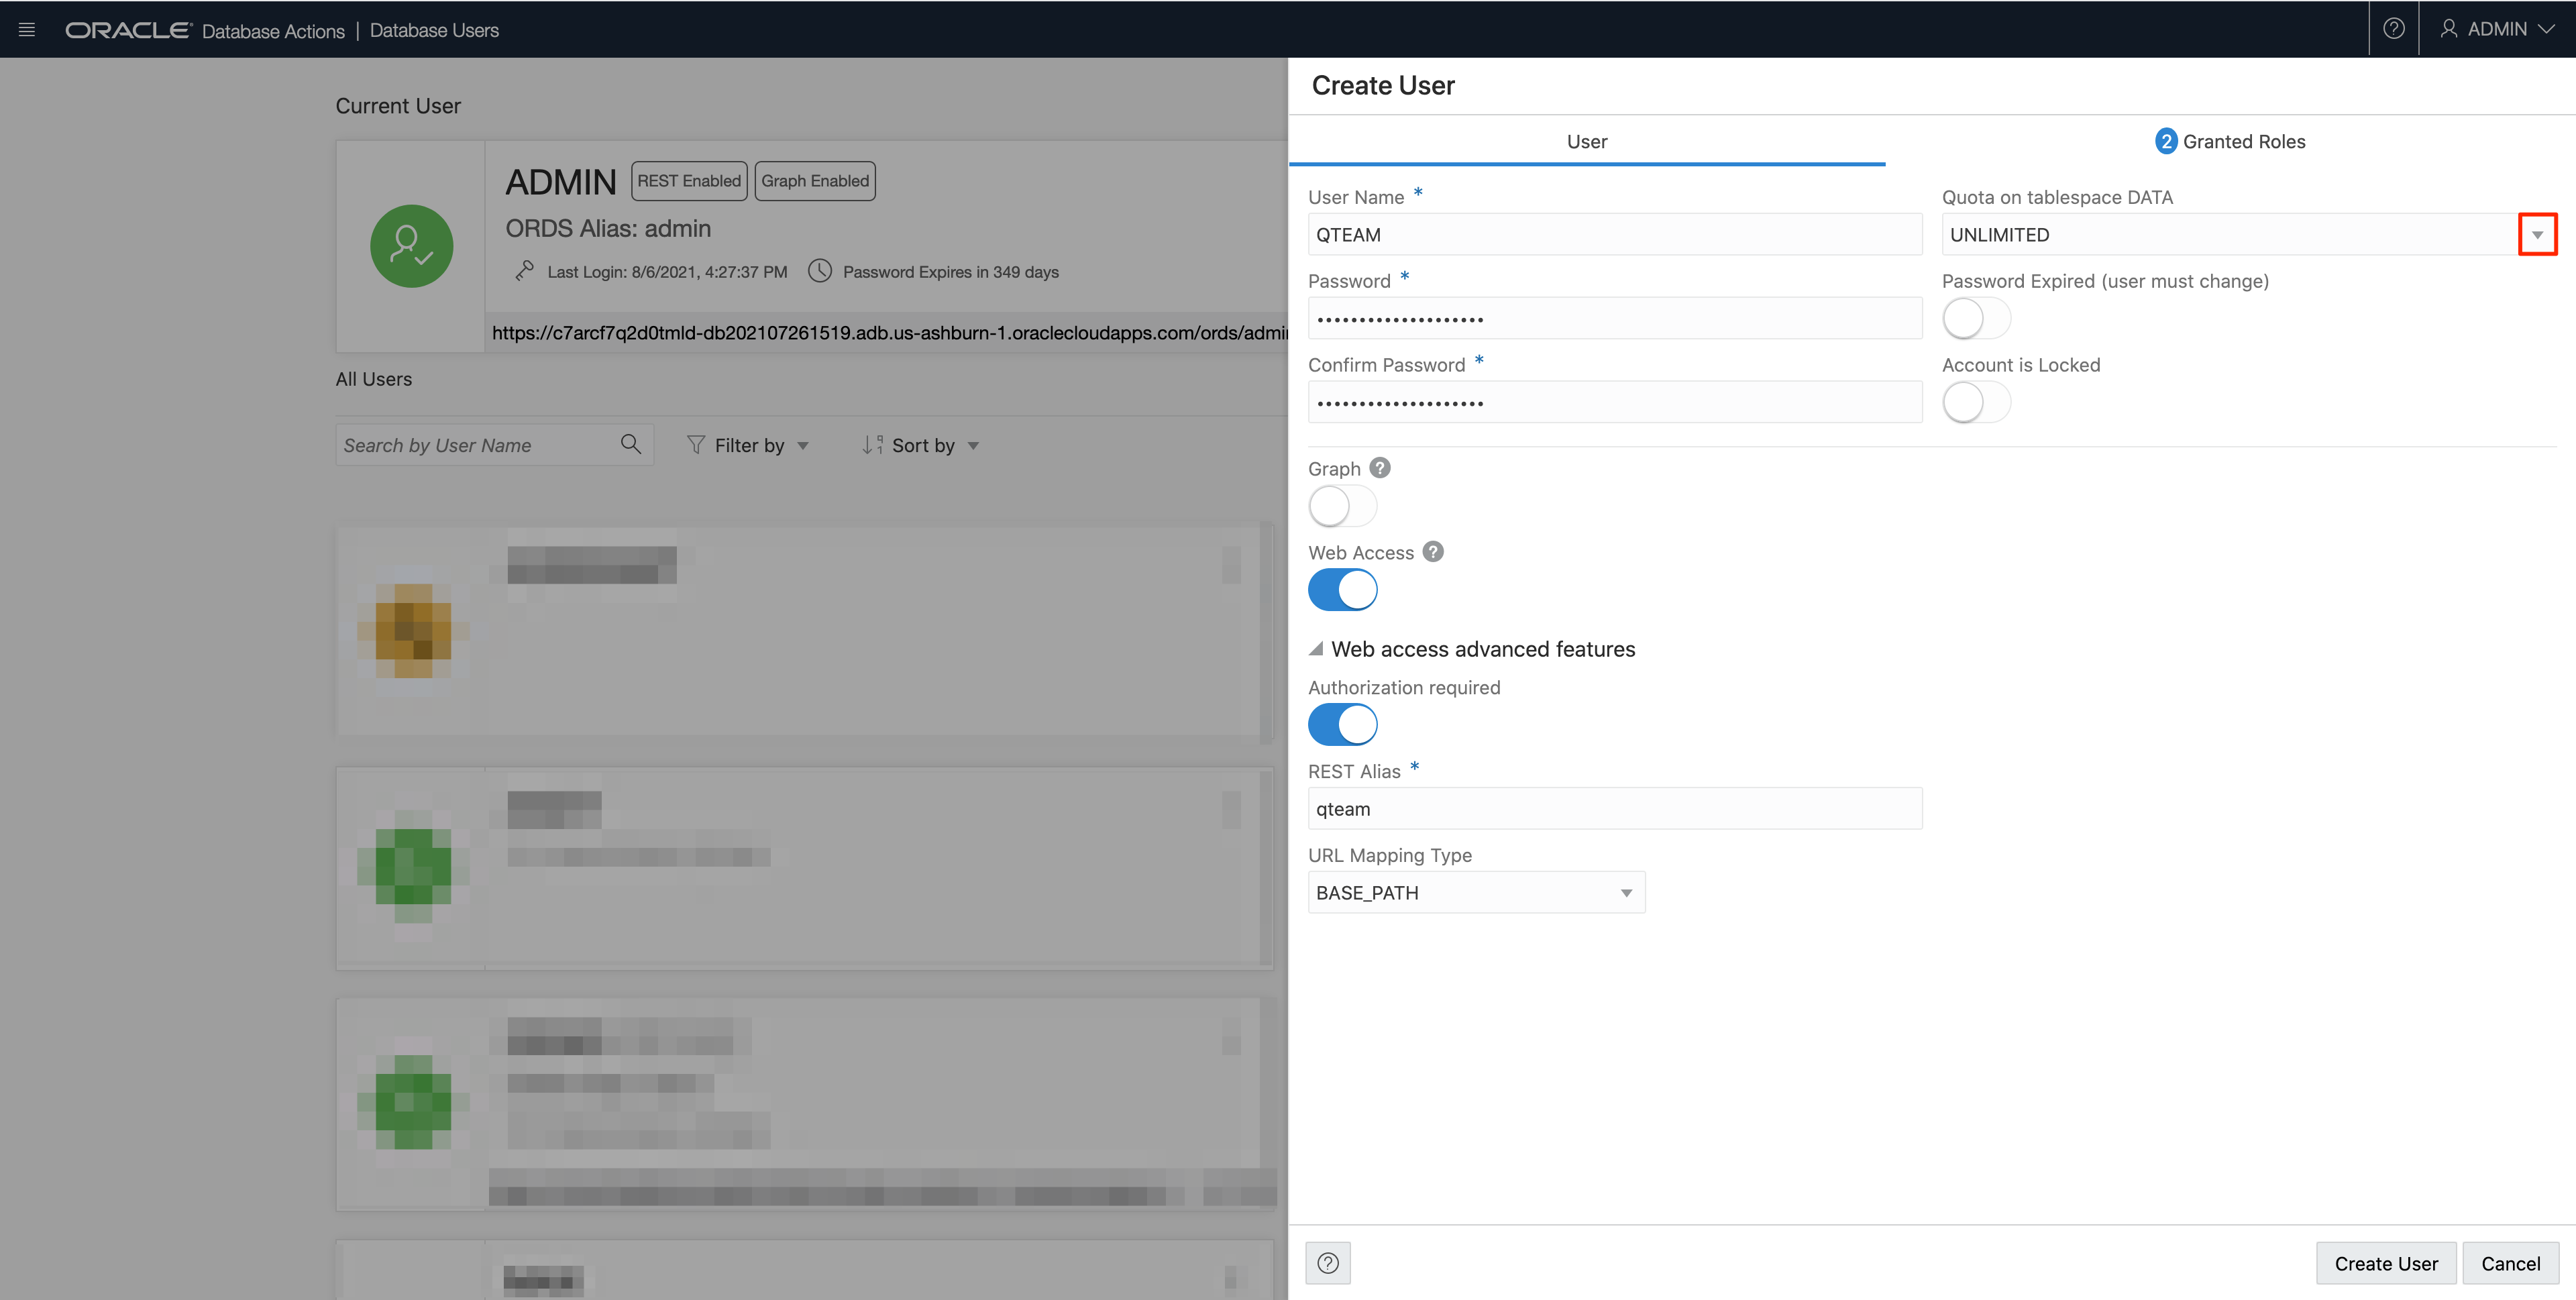 ORACLE Database Actions | Database Users
ADMIN
Current User
ADMIN REST Enabled Graph Enabled
ORDS Alias: admin
Last Login: 8/6/2021, 4:27:37 PM Password Expires in 349 days
https://c7arcf7q2d0tmld-db202107261519.adb.us-ashburn-1.oraclecloudapps.com/ords/admi
All Users
Search by User Name Filter by Sort by
Create User
User 2 Granted Roles
User Name * Quota on tablespace DATA
QTEAM UNLIMITED
Password * Password Expired (user must change)
••••••••••••••••••••
Confirm Password * Account is Locked
••••••••••••••••••••
Graph ?
Web Access ?
Web access advanced features
Authorization required
REST Alias *
qteam
URL Mapping Type
BASE_PATH
? Create User Cancel